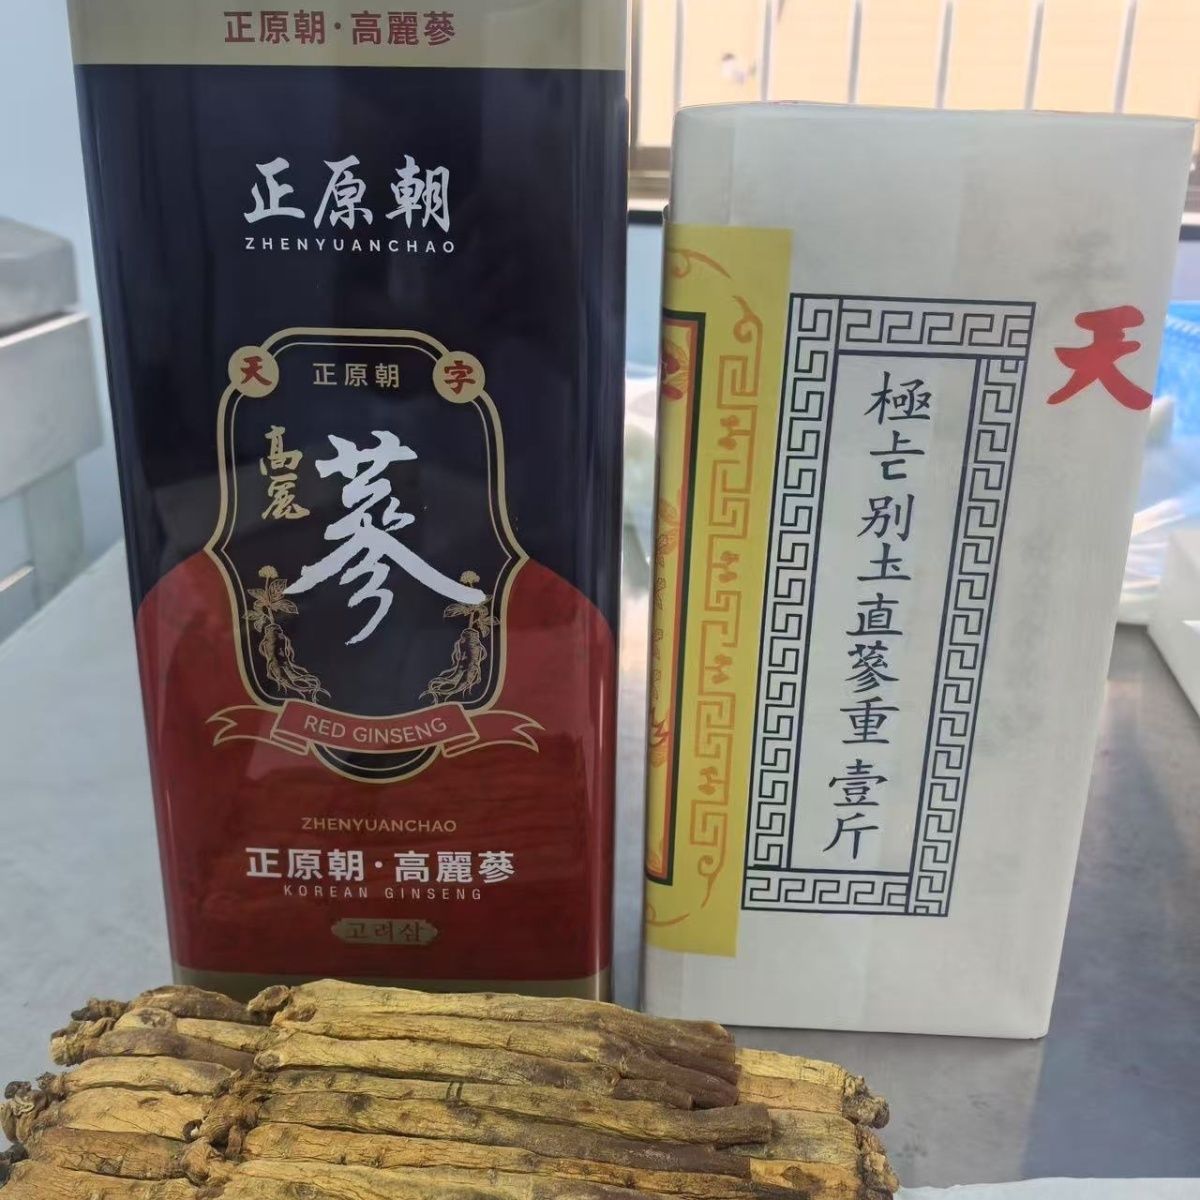 正原朝·高麗蔘
正原朝
ZHENYUANCHAO
天 正原朝 字
高麗
蔘
RED GINSENG
ZHENYUANCHAO
正原朝·高麗蔘
KOREAN GINSENG
고려삼
天
極品別土直蔘重壹斤